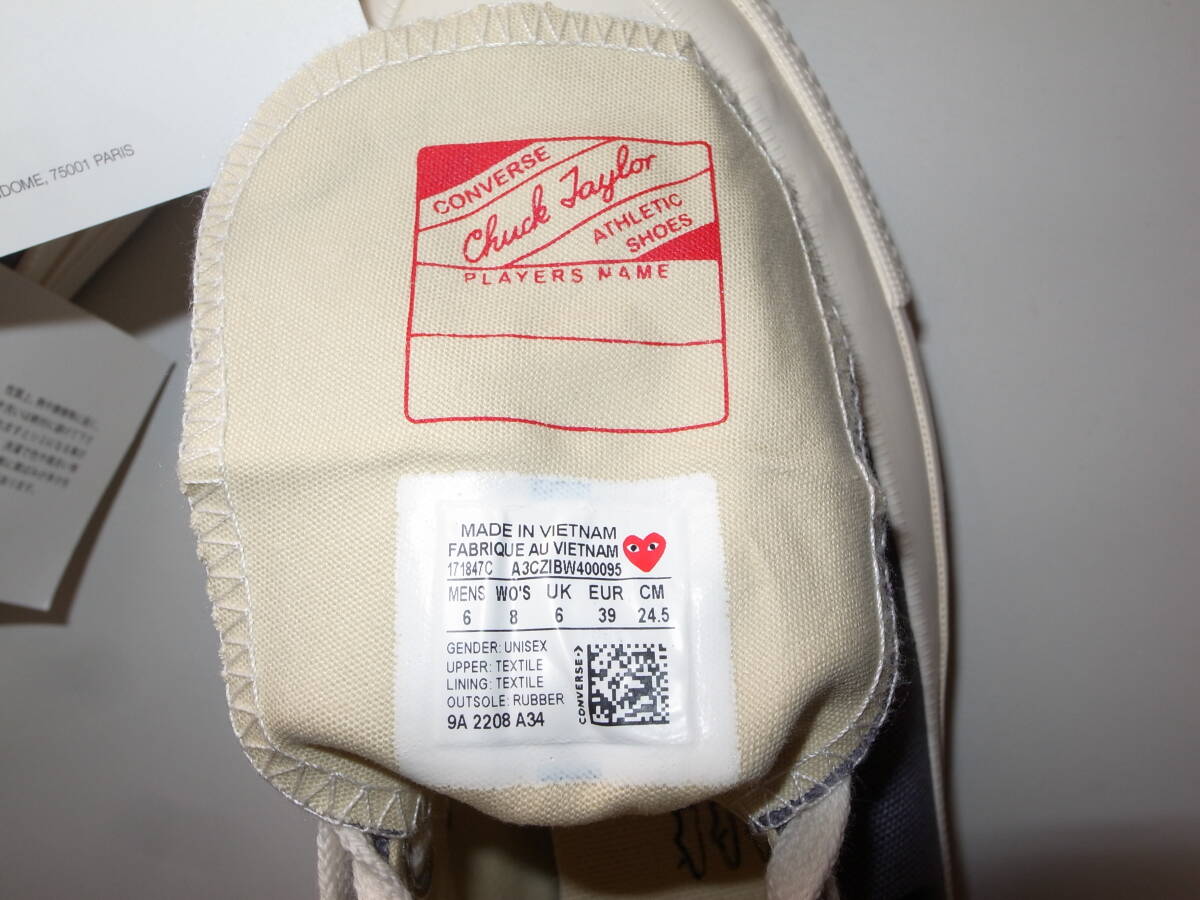 DOME, 75001 PARIS
CONVERSE
Chuck Taylor
ATHLETIC
SHOES
PLAYERS NAME
MADE IN VIETNAM
FABRIQUE AU VIETNAM
171847C A3CZIBW400095
MENS WO'S UK EUR CM
6 8 6 39 24.5
GENDER: UNISEX
UPPER: TEXTILE
LINING: TEXTILE
OUTSOLE: RUBBER
9A 2208 A34
CONVERSE